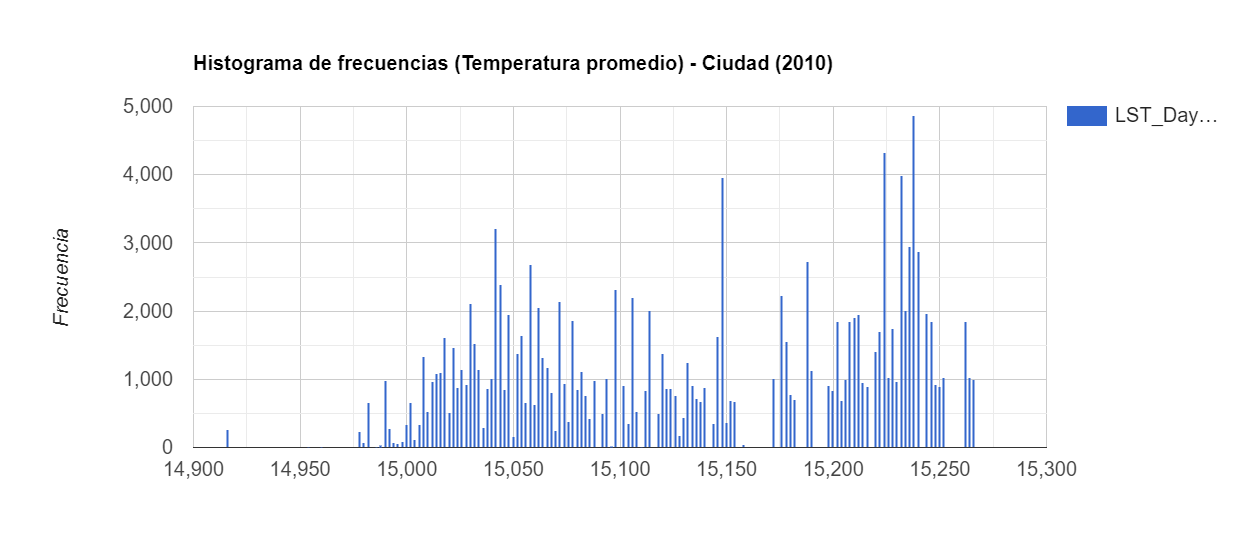 Histograma de frecuencias (Temperatura promedio) - Ciudad (2010)
LST_Day…
Frecuencia
5,000
4,000
3,000
2,000
1,000
0
14,900 14,950 15,000 15,050 15,100 15,150 15,200 15,250 15,300